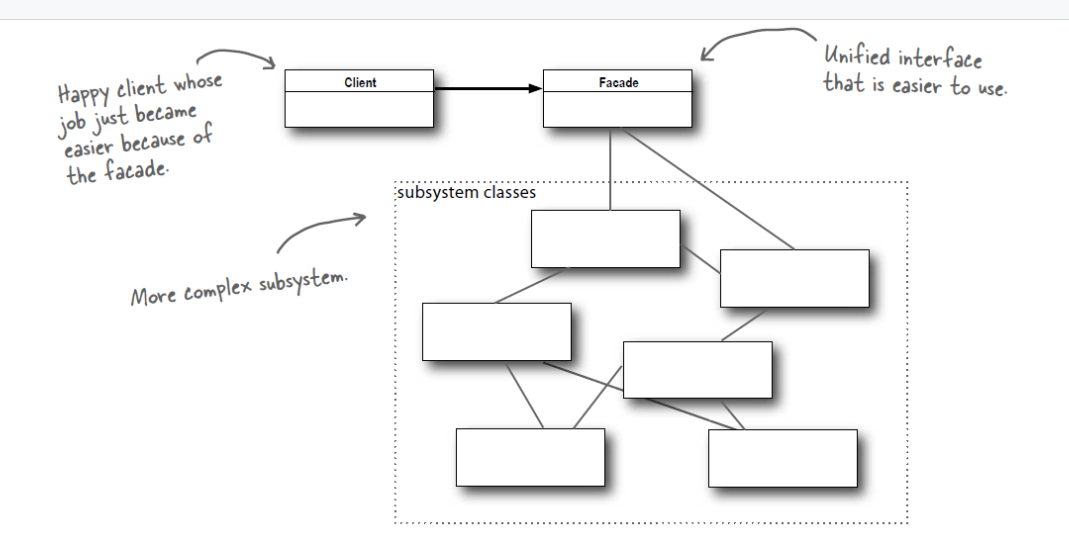 Happy client whose
job just became
easier because of
the facade.
Client
Facade
Unified interface
that is easier to use.
subsystem classes
More complex subsystem.